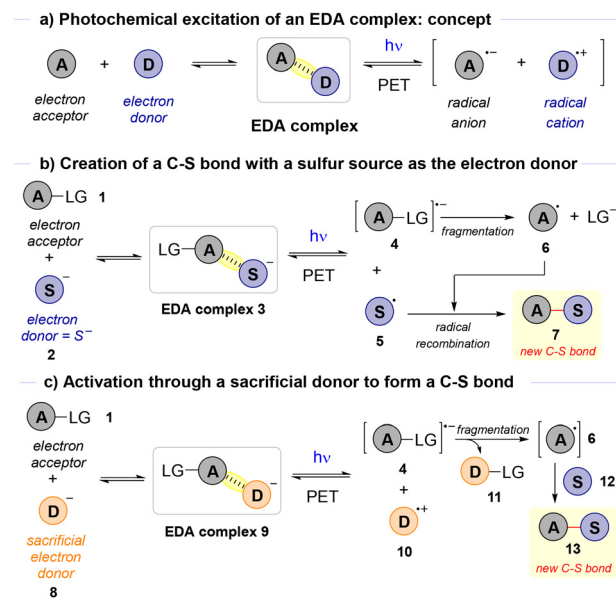 a) Photochemical excitation of an EDA complex: concept
A + D A D hν PET A •− + D •+
electron acceptor electron donor EDA complex radical anion radical cation
b) Creation of a C-S bond with a sulfur source as the electron donor
A–LG 1
electron acceptor
+
S −
electron donor = S−
2
LG–A S −
EDA complex 3
hν
PET
A–LG •−
4
fragmentation
A •
6
+ LG−
+
S •
5
radical recombination
A–S
7
new C-S bond
c) Activation through a sacrificial donor to form a C-S bond
A–LG 1
electron acceptor
+
D −
sacrificial electron donor
8
LG–A D −
EDA complex 9
hν
PET
A–LG •−
4
+
D •+
10
fragmentation
D–LG
11
A • 6
S 12
A–S
13
new C-S bond